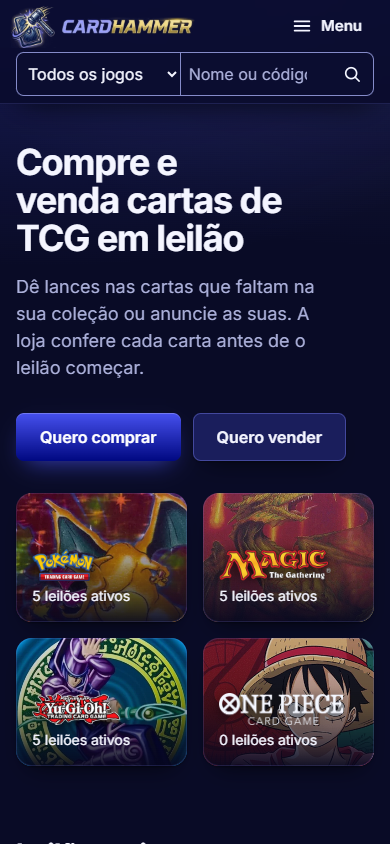 CARDHAMMER
Menu
Todos os jogos
Nome ou código
Compre e
venda cartas de
TCG em leilão
Dê lances nas cartas que faltam na
sua coleção ou anuncie as suas. A
loja confere cada carta antes de o
leilão começar.
Quero comprar
Quero vender
Pokémon
TRADING CARD GAME
5 leilões ativos
MAGIC
The Gathering®
5 leilões ativos
Yu-Gi-Oh!
TRADING CARD GAME
5 leilões ativos
ONE PIECE
CARD GAME
0 leilões ativos